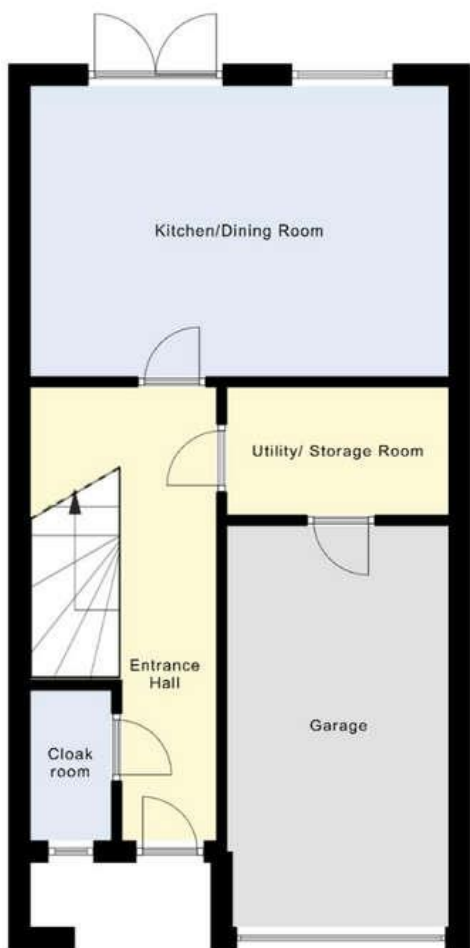 Kitchen/Dining Room
Utility/ Storage Room
Entrance
Hall
Garage
Cloak
room